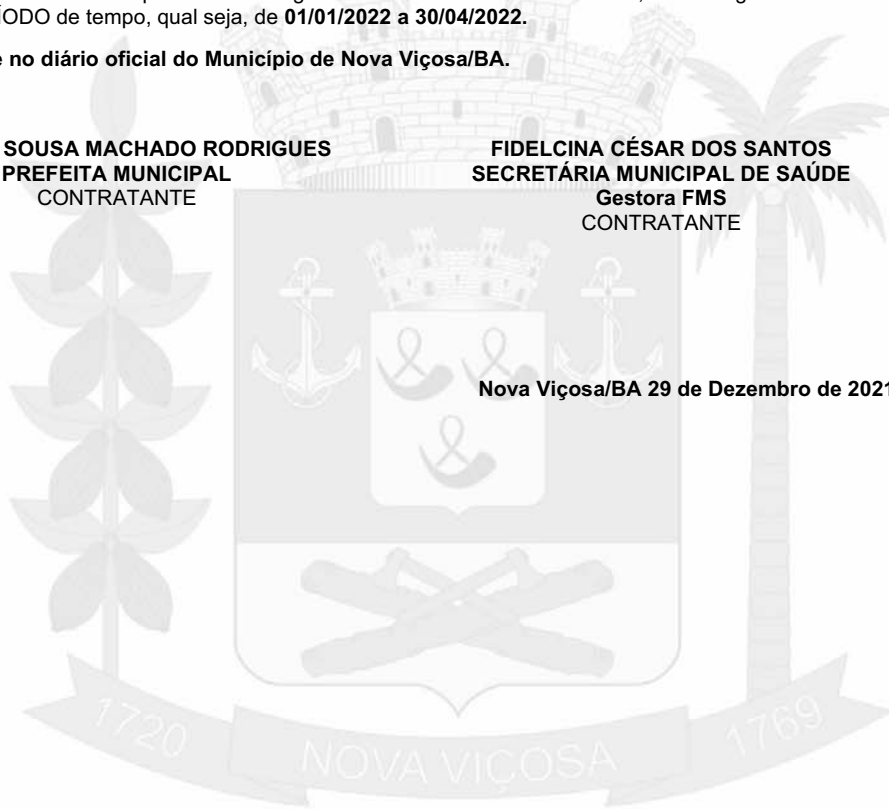 ÍODO de tempo, qual seja, de 01/01/2022 a 30/04/2022.
e no diário oficial do Município de Nova Viçosa/BA.
SOUSA MACHADO RODRIGUES
PREFEITA MUNICIPAL
CONTRATANTE
FIDELCINA CÉSAR DOS SANTOS
SECRETÁRIA MUNICIPAL DE SAÚDE
Gestora FMS
CONTRATANTE
Nova Viçosa/BA 29 de Dezembro de 2021
1720 NOVA VIÇOSA 1769